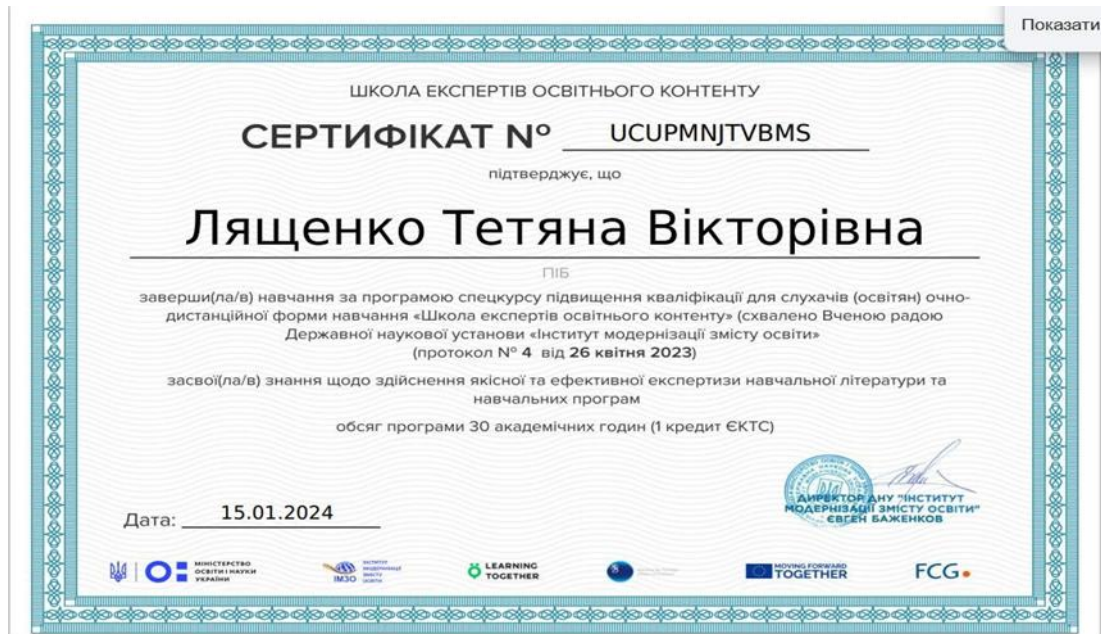 Показати
ШКОЛА ЕКСПЕРТІВ ОСВІТНЬОГО КОНТЕНТУ
СЕРТИФІКАТ № UCUPMNJTVBMS
підтверджує, що
Лященко Тетяна Вікторівна
ПІБ
заверши(ла/в) навчання за програмою спецкурсу підвищення кваліфікації для слухачів (освітян) очно-
дистанційної форми навчання «Школа експертів освітнього контенту» (схвалено Вченою радою
Державної наукової установи «Інститут модернізації змісту освіти»
(протокол № 4 від 26 квітня 2023)
засвої(ла/в) знання щодо здійснення якісної та ефективної експертизи навчальної літератури та
навчальних програм
обсяг програми 30 академічних годин (1 кредит ЄКТС)
ДИРЕКТОР ДНУ "ІНСТИТУТ
МОДЕРНІЗАЦІЇ ЗМІСТУ ОСВІТИ"
ЄВГЕН БАЖЕНКОВ
Дата: 15.01.2024
МІНІСТЕРСТВО
ОСВІТИ І НАУКИ
УКРАЇНИ
ІМЗО
ІНСТИТУТ
МОДЕРНІЗАЦІЇ
ЗМІСТУ
ОСВІТИ
LEARNING
TOGETHER
MOVING FORWARD
TOGETHER
FCG